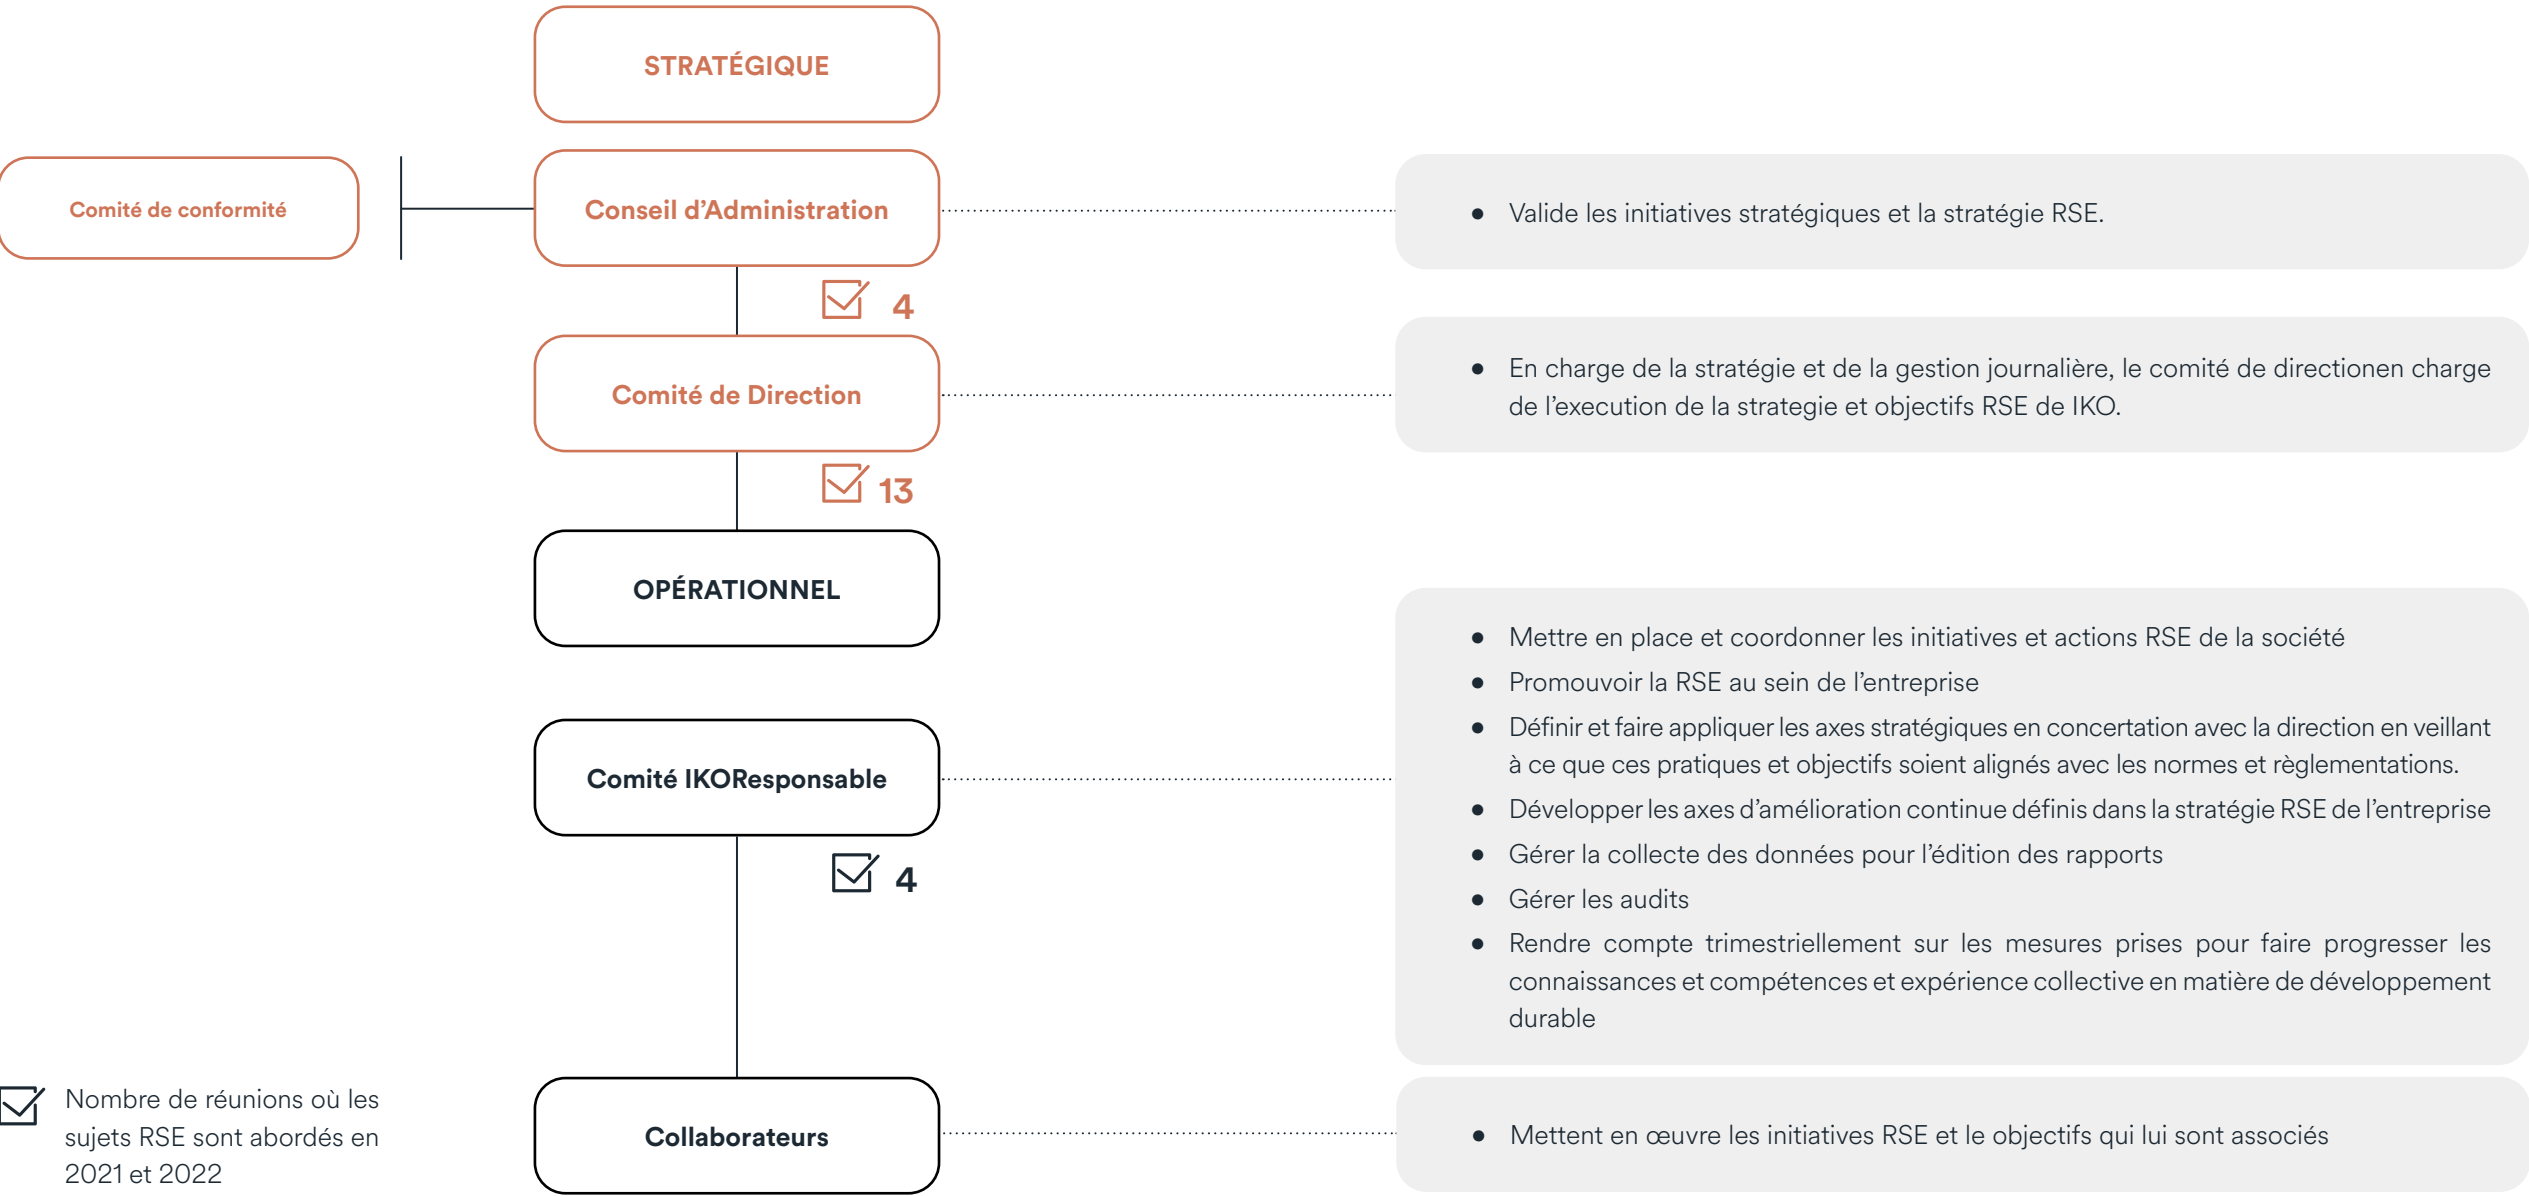 STRATÉGIQUE
Comité de conformité
Conseil d’Administration
● Valide les initiatives stratégiques et la stratégie RSE.
4
Comité de Direction
● En charge de la stratégie et de la gestion journalière, le comité de directionen charge
de l’execution de la strategie et objectifs RSE de IKO.
13
OPÉRATIONNEL
Comité IKOResponsable
● Mettre en place et coordonner les initiatives et actions RSE de la société
● Promouvoir la RSE au sein de l’entreprise
● Définir et faire appliquer les axes stratégiques en concertation avec la direction en veillant
à ce que ces pratiques et objectifs soient alignés avec les normes et règlementations.
● Développer les axes d’amélioration continue définis dans la stratégie RSE de l’entreprise
● Gérer la collecte des données pour l’édition des rapports
● Gérer les audits
● Rendre compte trimestriellement sur les mesures prises pour faire progresser les
connaissances et compétences et expérience collective en matière de développement
durable
4
Collaborateurs
● Mettent en œuvre les initiatives RSE et le objectifs qui lui sont associés
Nombre de réunions où les
sujets RSE sont abordés en
2021 et 2022